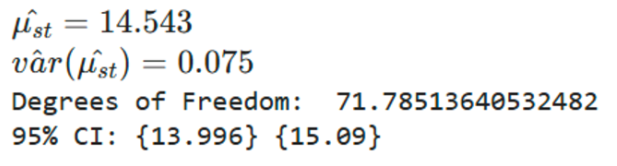 μ̂_st = 14.543
vâr(μ̂_st) = 0.075
Degrees of Freedom:  71.78513640532482
95% CI: {13.996} {15.09}